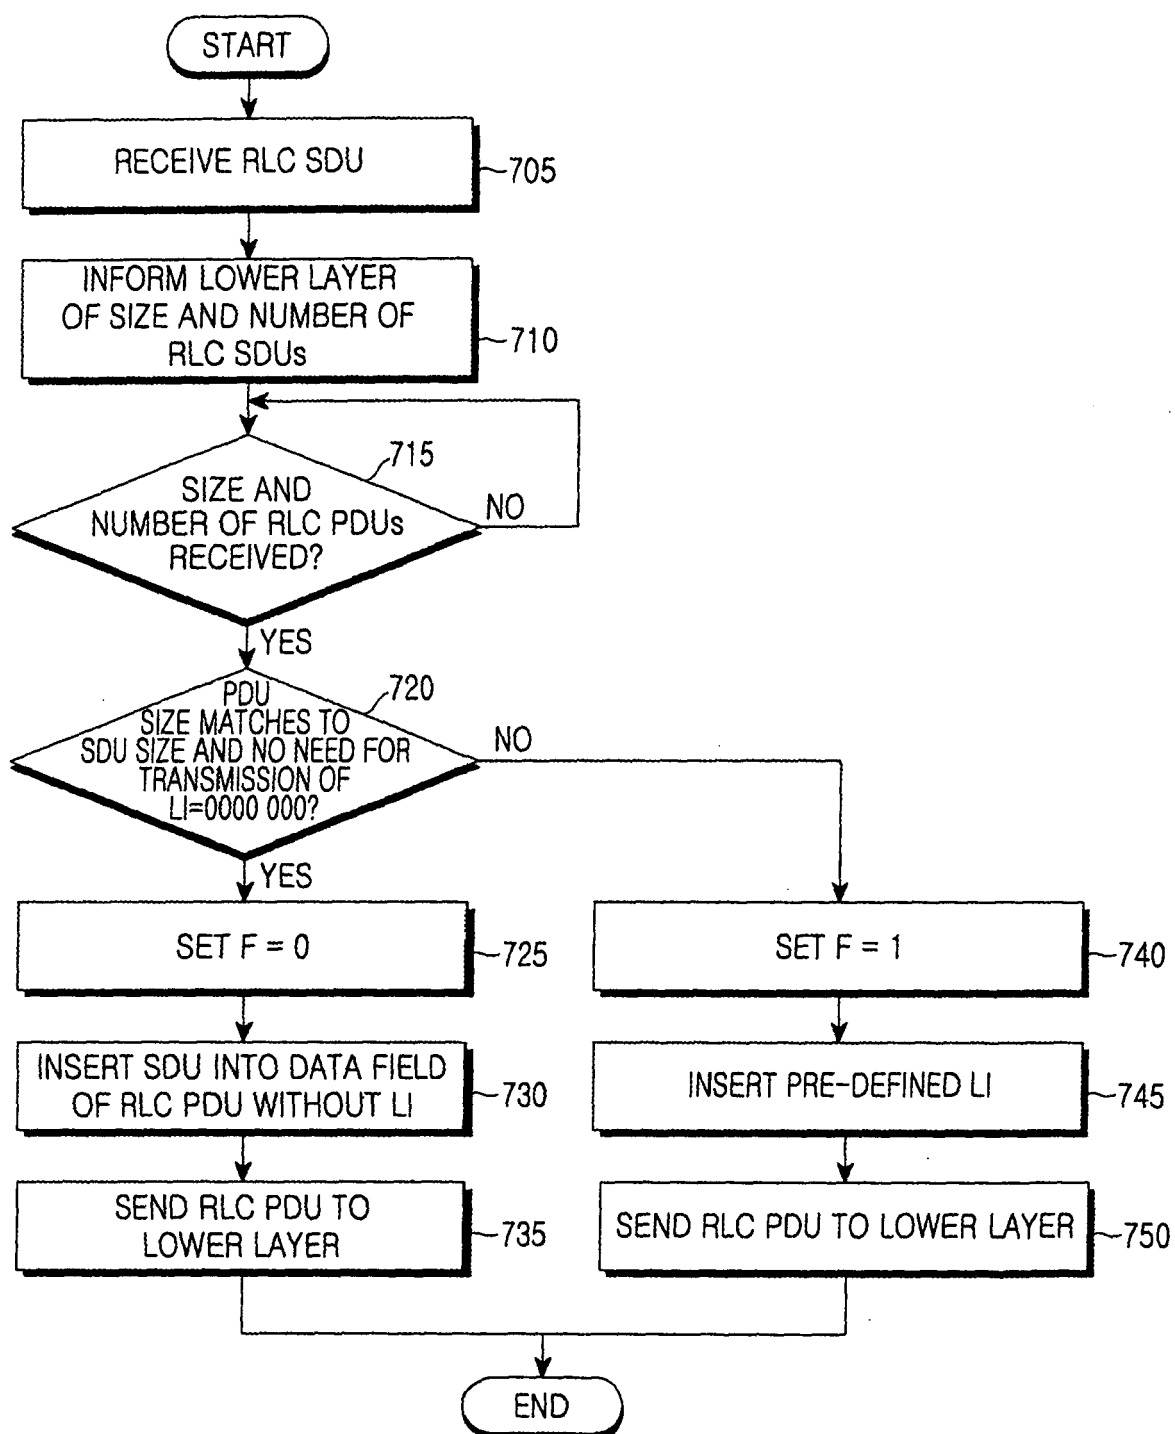 START
RECEIVE RLC SDU
705
INFORM LOWER LAYER
OF SIZE AND NUMBER OF
RLC SDUs
710
715
SIZE AND
NUMBER OF RLC PDUs
RECEIVED?
NO
YES
720
PDU
SIZE MATCHES TO
SDU SIZE AND NO NEED FOR
TRANSMISSION OF
LI=0000 000?
NO
YES
SET F = 0
725
SET F = 1
740
INSERT SDU INTO DATA FIELD
OF RLC PDU WITHOUT LI
730
INSERT PRE-DEFINED LI
745
SEND RLC PDU TO
LOWER LAYER
735
SEND RLC PDU TO LOWER LAYER
750
END